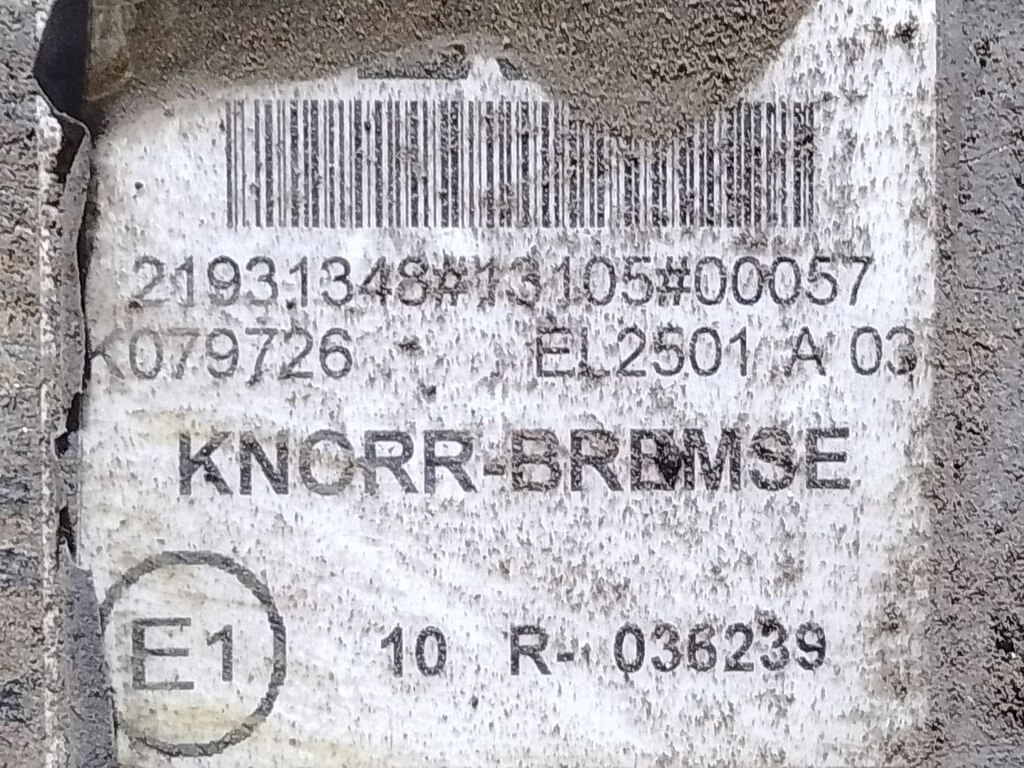 21931348#13105#00057
K079726 EL2501 A 03
KNORR-BREMSE
E1 10 R- 036239